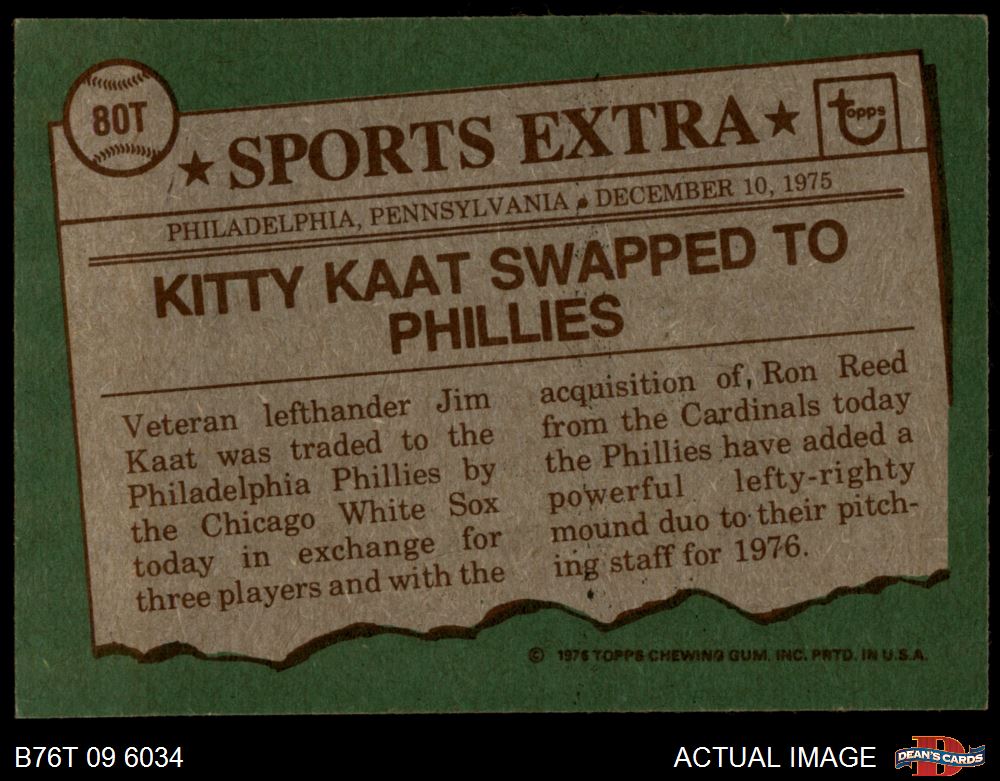 80T
★ SPORTS EXTRA ★
topps
PHILADELPHIA, PENNSYLVANIA • DECEMBER 10, 1975
KITTY KAAT SWAPPED TO
PHILLIES
Veteran lefthander Jim
Kaat was traded to the
Philadelphia Phillies by
the Chicago White Sox
today in exchange for
three players and with the
acquisition of, Ron Reed
from the Cardinals today
the Phillies have added a
powerful lefty-righty
mound duo to their pitch-
ing staff for 1976.
© 1976 TOPPS CHEWING GUM, INC. PRTD. IN U.S.A.
B76T 09 6034
ACTUAL IMAGE
D
DEAN'S CARDS